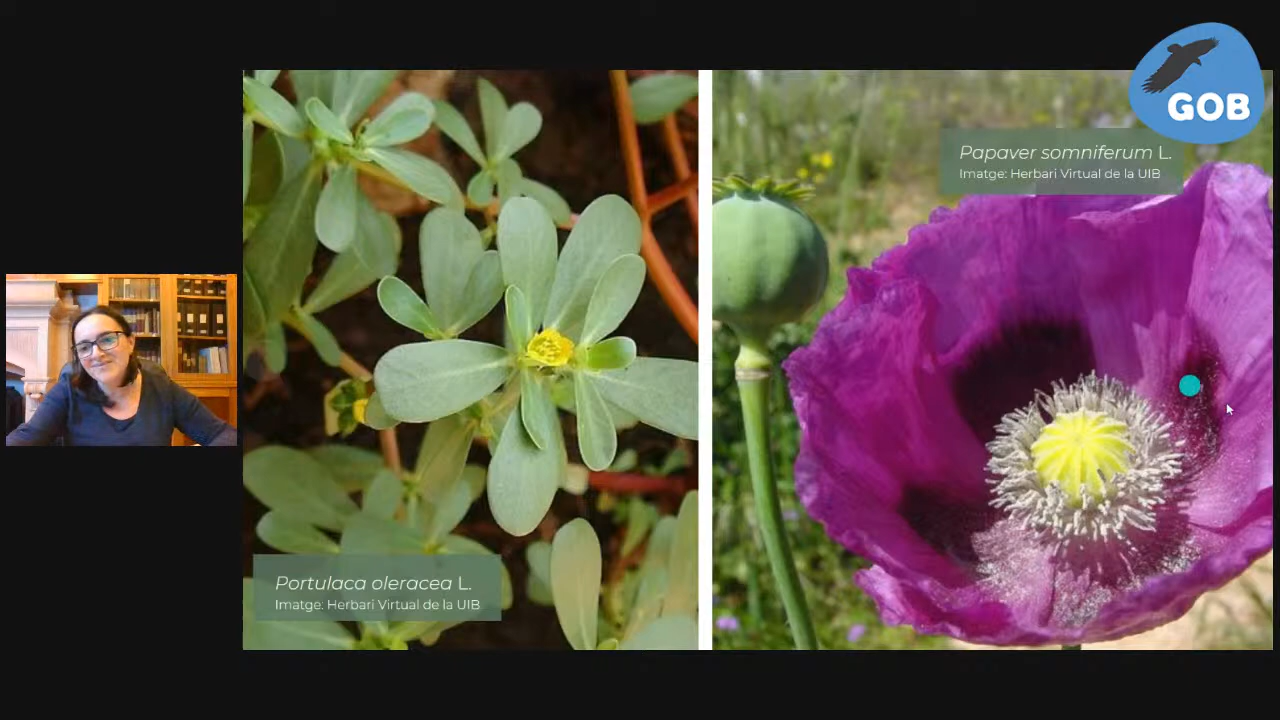 GOB
Papaver somniferum L.
Imatge: Herbari Virtual de la UIB
Portulaca oleracea L.
Imatge: Herbari Virtual de la UIB